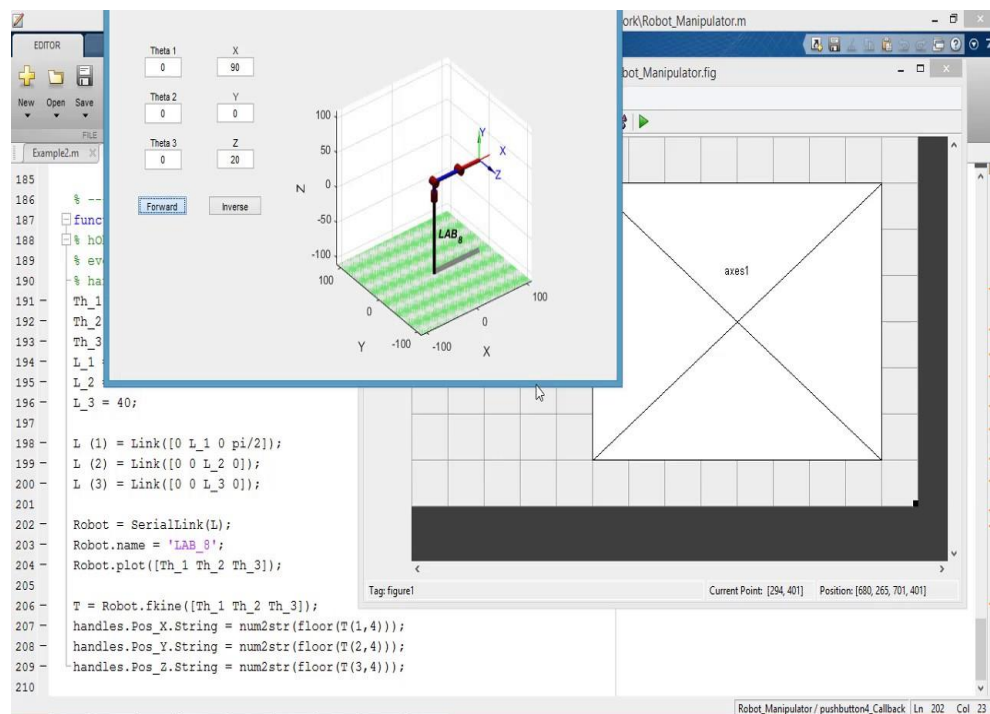 ork\Robot_Manipulator.m
EDITOR
New Open Save
FILE
Example2.m
Theta 1 X
0 90
Theta 2 Y
0 0
Theta 3 Z
0 20
Forward Inverse
100
50
0
-50
-100
Z
100
0
-100
Y
-100
0
100
X
Y
X
Z
LAB_8
bot_Manipulator.fig
axes1
Tag: figure1 Current Point: [294, 401] Position: [680, 265, 701, 401]
185
186 % --
187 func
188 % hO
189 % ev
190 % ha
191 Th_1
192 Th_2
193 Th_3
194 L_1 =
195 L_2 =
196 L_3 = 40;
197
198 L (1) = Link([0 L_1 0 pi/2]);
199 L (2) = Link([0 0 L_2 0]);
200 L (3) = Link([0 0 L_3 0]);
201
202 Robot = SerialLink(L);
203 Robot.name = 'LAB_8';
204 Robot.plot([Th_1 Th_2 Th_3]);
205
206 T = Robot.fkine([Th_1 Th_2 Th_3]);
207 handles.Pos_X.String = num2str(floor(T(1,4)));
208 handles.Pos_Y.String = num2str(floor(T(2,4)));
209 handles.Pos_Z.String = num2str(floor(T(3,4)));
210
Robot_Manipulator / pushbutton4_Callback Ln 202 Col 23